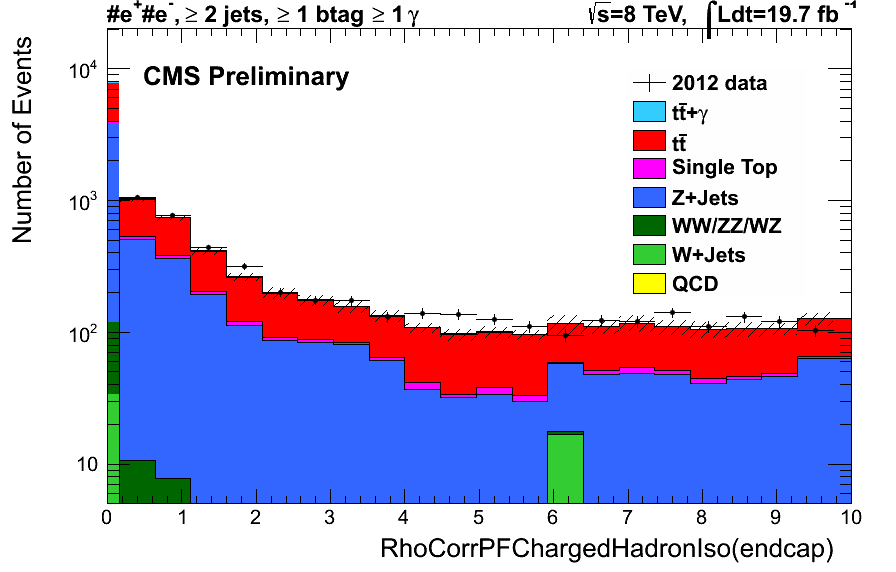 #e⁺#e⁻, ≥ 2 jets, ≥ 1 btag ≥ 1 γ
√s=8 TeV, ∫Ldt=19.7 fb⁻¹
CMS Preliminary
2012 data
tt̄+γ
tt̄
Single Top
Z+Jets
WW/ZZ/WZ
W+Jets
QCD
Number of Events
10⁴
10³
10²
10
0 1 2 3 4 5 6 7 8 9 10
RhoCorrPFChargedHadronIso(endcap)